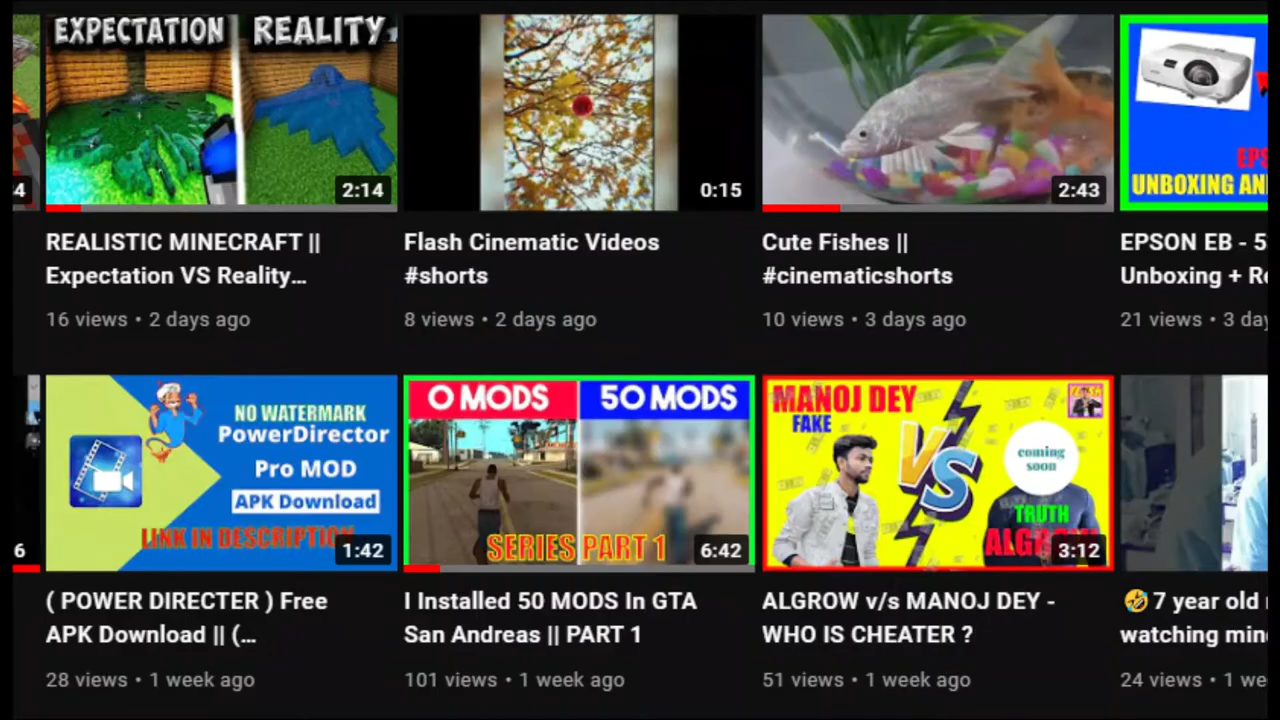 EXPECTATION REALITY
4
2:14
0:15
2:43
UNBOXING
REALISTIC MINECRAFT ||
Expectation VS Reality...
16 views • 2 days ago
Flash Cinematic Videos
#shorts
8 views • 2 days ago
Cute Fishes ||
#cinematicshorts
10 views • 3 days ago
EPSON EB - 5
Unboxing + Re
21 views • 3 day
6
NO WATERMARK
PowerDirector
Pro MOD
APK Download
LINK IN DESCRIPTION
1:42
0 MODS 50 MODS
SERIES PART 1
6:42
MANOJ DEY
FAKE
VS
coming
soon
TRUTH
3:12
( POWER DIRECTER ) Free
APK Download || (...
28 views • 1 week ago
I Installed 50 MODS In GTA
San Andreas || PART 1
101 views • 1 week ago
ALGROW v/s MANOJ DEY -
WHO IS CHEATER ?
51 views • 1 week ago
🤣 7 year old
watching min
24 views • 1 we